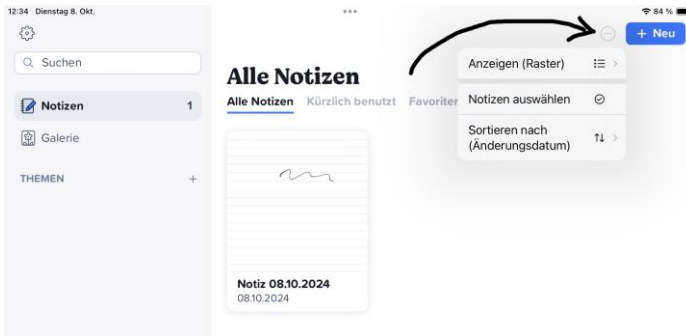 12:34 Dienstag 8. Okt.
84 %
+ Neu
Suchen
Notizen 1
Galerie
THEMEN +
Alle Notizen
Alle Notizen Kürzlich benutzt Favoriten
Anzeigen (Raster)
Notizen auswählen
Sortieren nach
(Änderungsdatum)
Notiz 08.10.2024
08.10.2024